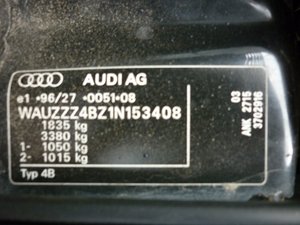 AUDI AG
e1 *96/27 *0051*08
WAUZZZ4BZ1N153408
1835 kg
3380 kg
1- 1050 kg
2- 1015 kg
Typ 4B
03
ANK 2715
3702916